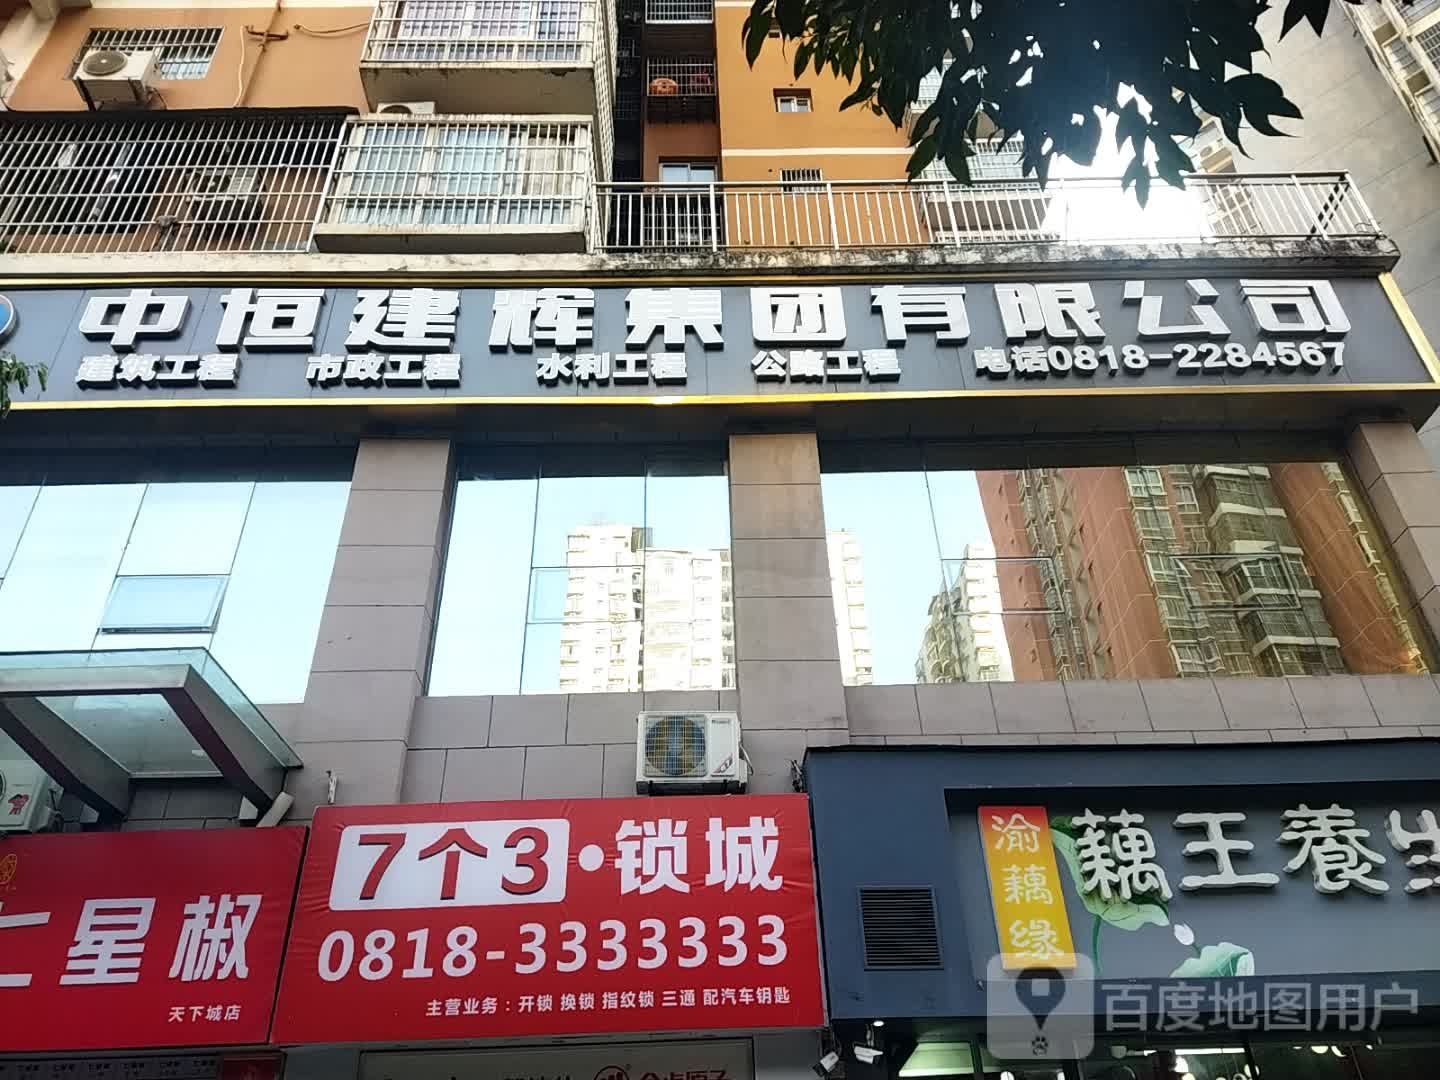 中恒建辉集团有限公司
建筑工程 市政工程 水利工程 公路工程 电话0818-2284567
七星椒
天下城店
7个3·锁城
0818-3333333
主营业务：开锁 换锁 指纹锁 三通 配汽车钥匙
渝藕缘
藕王養生
百度地图用户